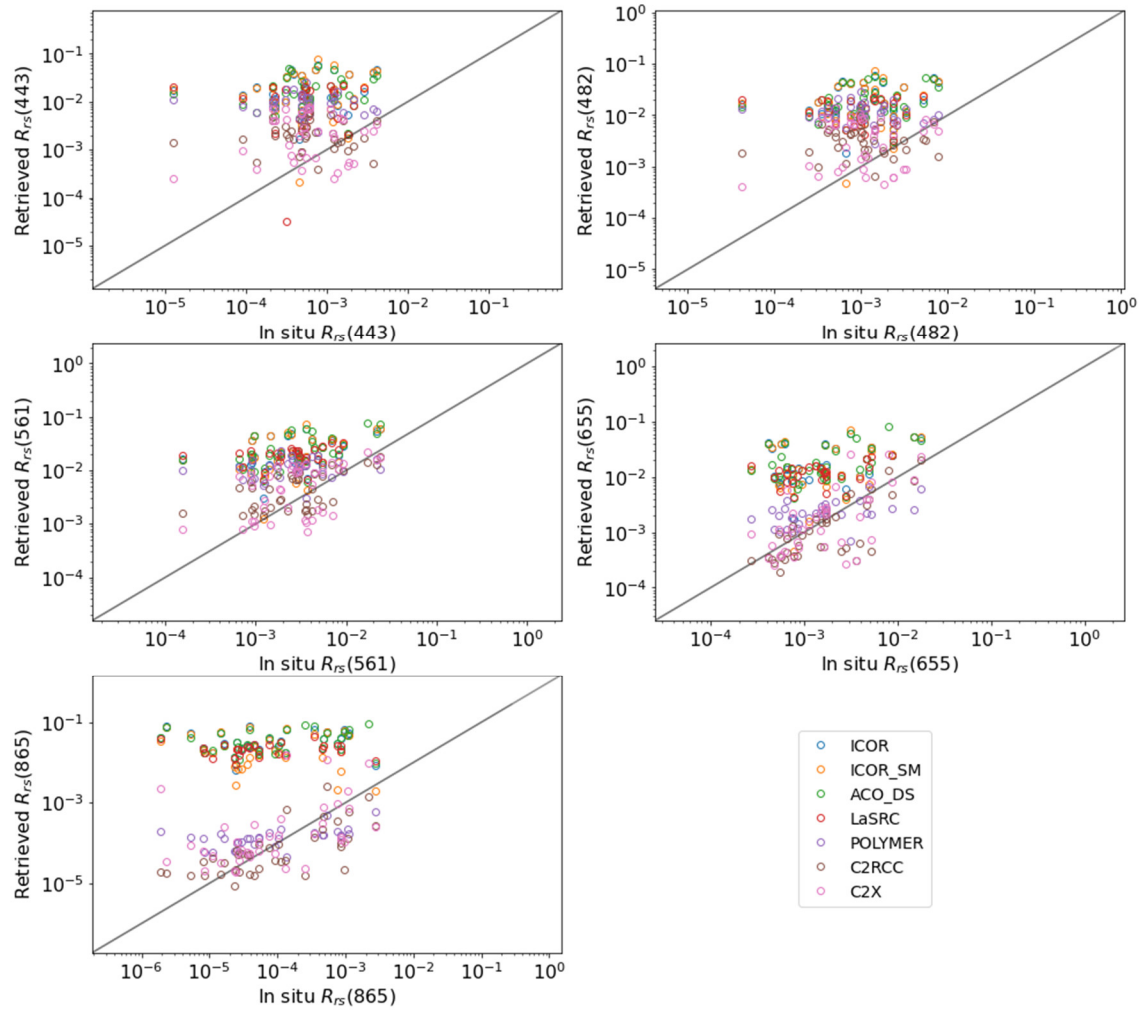 10⁻¹
10⁻²
10⁻³
10⁻⁴
10⁻⁵
Retrieved Rrs(443)
10⁻⁵ 10⁻⁴ 10⁻³ 10⁻² 10⁻¹
In situ Rrs(443)
10⁰
10⁻¹
10⁻²
10⁻³
10⁻⁴
10⁻⁵
Retrieved Rrs(482)
10⁻⁵ 10⁻⁴ 10⁻³ 10⁻² 10⁻¹ 10⁰
In situ Rrs(482)
10⁰
10⁻¹
10⁻²
10⁻³
10⁻⁴
Retrieved Rrs(561)
10⁻⁴ 10⁻³ 10⁻² 10⁻¹ 10⁰
In situ Rrs(561)
10⁰
10⁻¹
10⁻²
10⁻³
10⁻⁴
Retrieved Rrs(655)
10⁻⁴ 10⁻³ 10⁻² 10⁻¹ 10⁰
In situ Rrs(655)
10⁻¹
10⁻³
10⁻⁵
Retrieved Rrs(865)
10⁻⁶ 10⁻⁵ 10⁻⁴ 10⁻³ 10⁻² 10⁻¹ 10⁰
In situ Rrs(865)
ICOR
ICOR_SM
ACO_DS
LaSRC
POLYMER
C2RCC
C2X